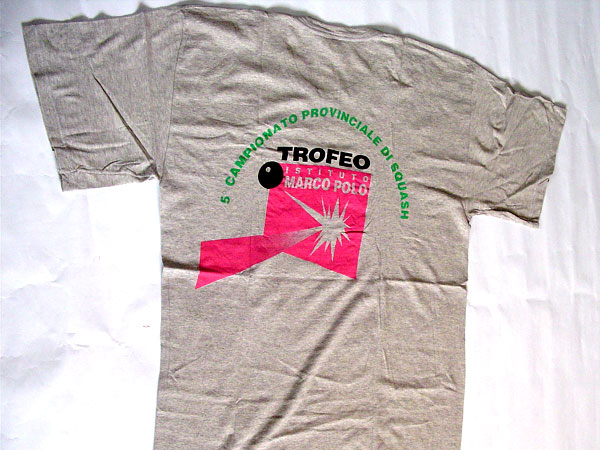 5 CAMPIONATO PROVINCIALE DI SQUASH
TROFEO
ISTITUTO
MARCO POLO